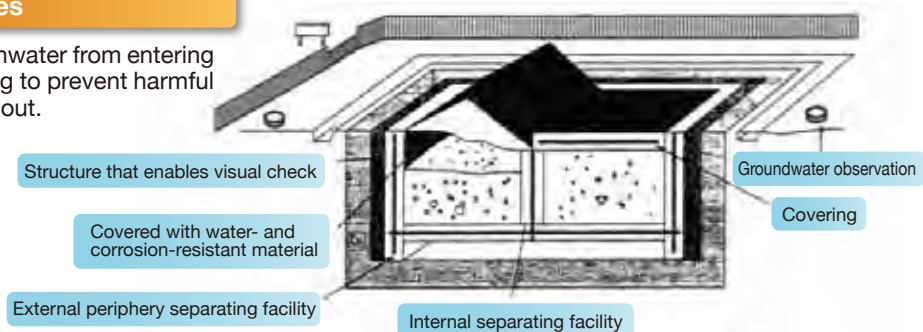 es
nwater from entering
g to prevent harmful
out.
Structure that enables visual check
Groundwater observation
Covered with water- and
corrosion-resistant material
Covering
External periphery separating facility
Internal separating facility